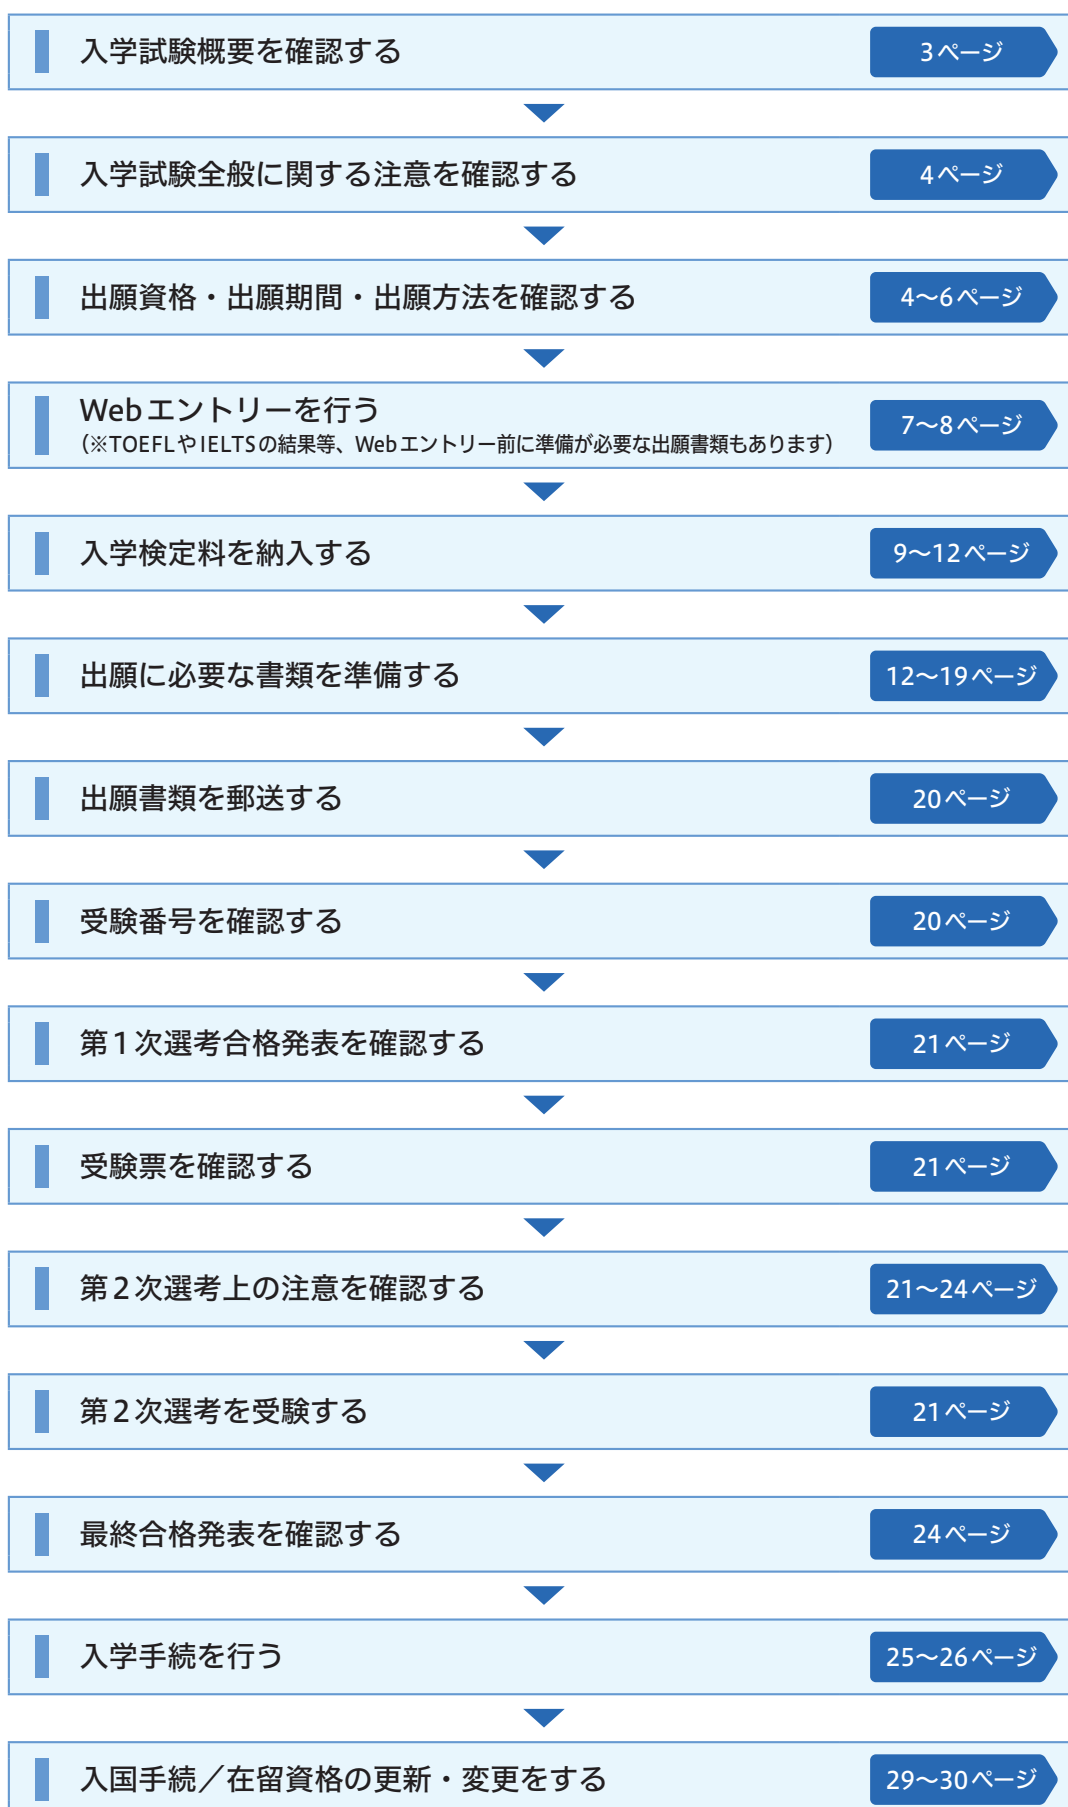 入学試験概要を確認する 3ページ
入学試験全般に関する注意を確認する 4ページ
出願資格・出願期間・出願方法を確認する 4〜6ページ
Webエントリーを行う
（※TOEFLやIELTSの結果等、Webエントリー前に準備が必要な出願書類もあります） 7〜8ページ
入学検定料を納入する 9〜12ページ
出願に必要な書類を準備する 12〜19ページ
出願書類を郵送する 20ページ
受験番号を確認する 20ページ
第1次選考合格発表を確認する 21ページ
受験票を確認する 21ページ
第2次選考上の注意を確認する 21〜24ページ
第2次選考を受験する 21ページ
最終合格発表を確認する 24ページ
入学手続を行う 25〜26ページ
入国手続／在留資格の更新・変更をする 29〜30ページ